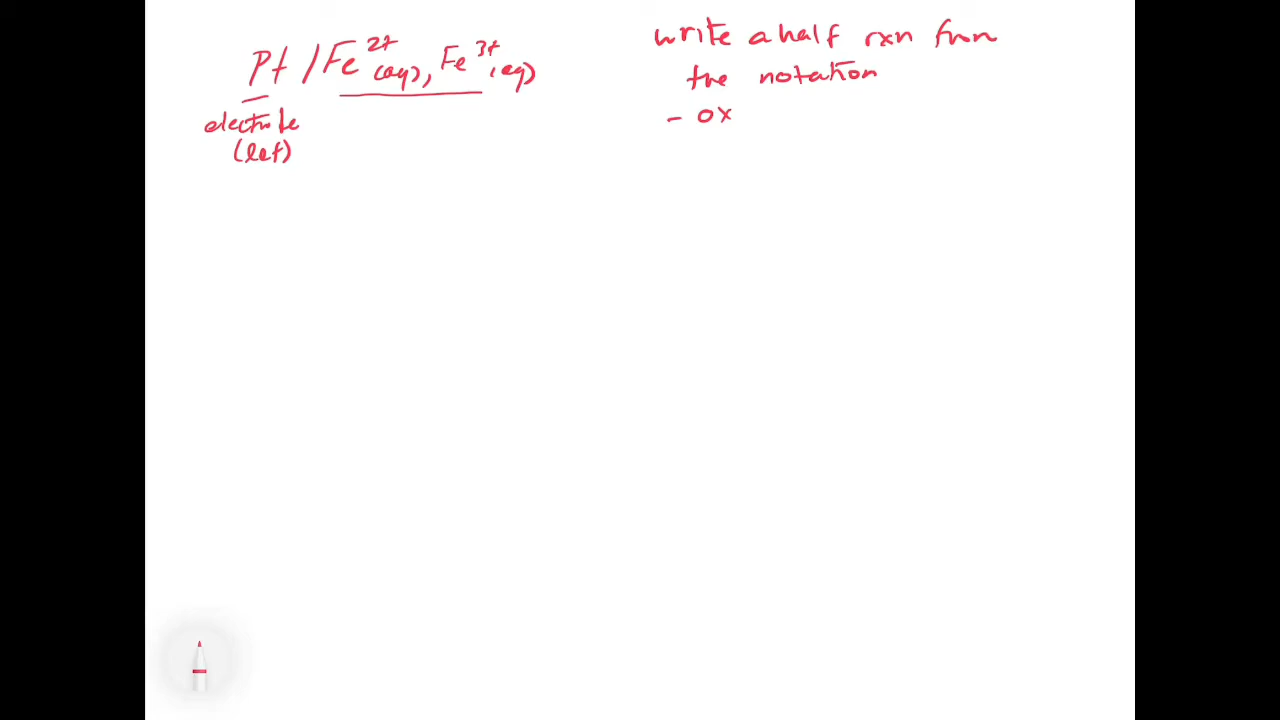 Pt / Fe²⁺(aq), Fe³⁺(aq)
electrode
(left)
write a half rxn from
the notation
- ox